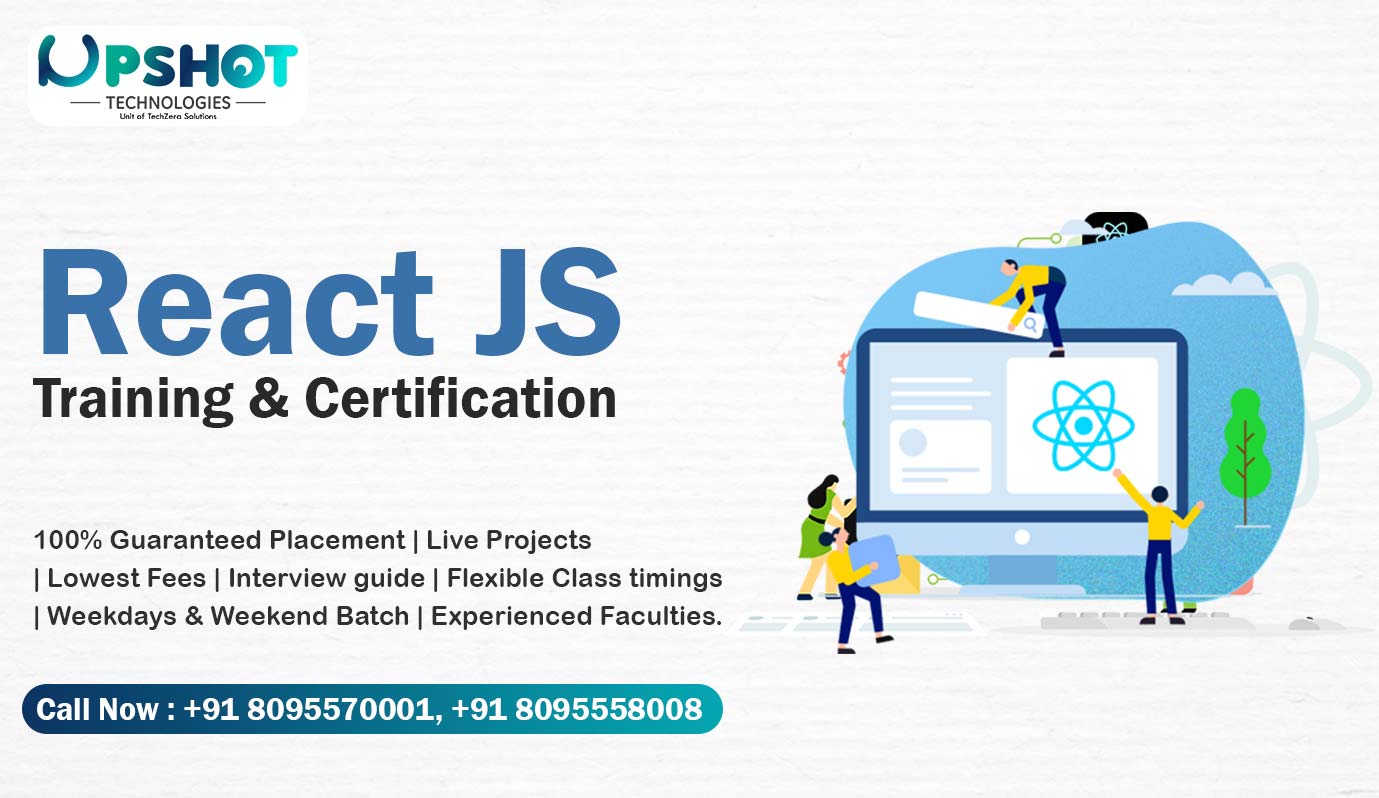 UPSHOT
TECHNOLOGIES
Unit of TechZera Solutions
React JS
Training & Certification
100% Guaranteed Placement | Live Projects
| Lowest Fees | Interview guide | Flexible Class timings
| Weekdays & Weekend Batch | Experienced Faculties.
Call Now : +91 8095570001, +91 8095558008